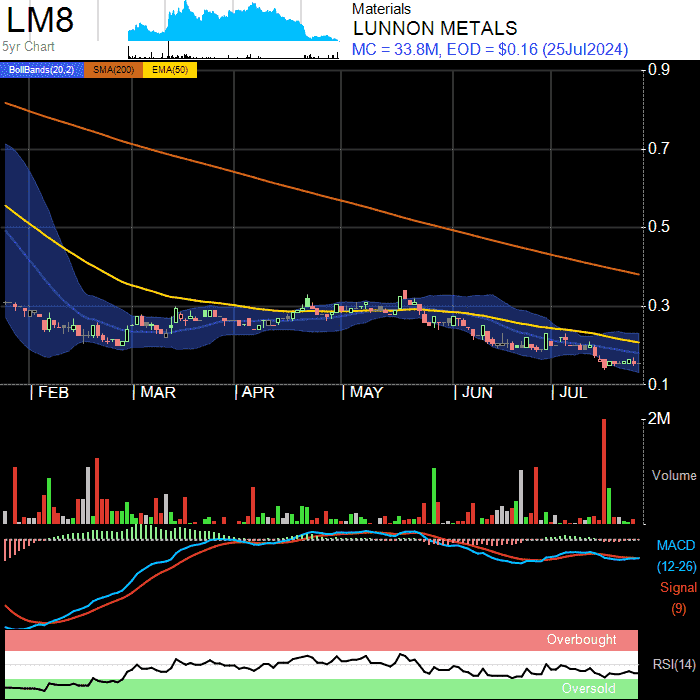 LM8
5yr Chart
Materials
LUNNON METALS
MC = 33.8M, EOD = $0.16 (25Jul2024)
BollBands(20,2) SMA(200) EMA(50)
0.9
0.7
0.5
0.3
0.1
FEB MAR APR MAY JUN JUL
2M
Volume
MACD
(12-26)
Signal
(9)
Overbought
RSI(14)
Oversold